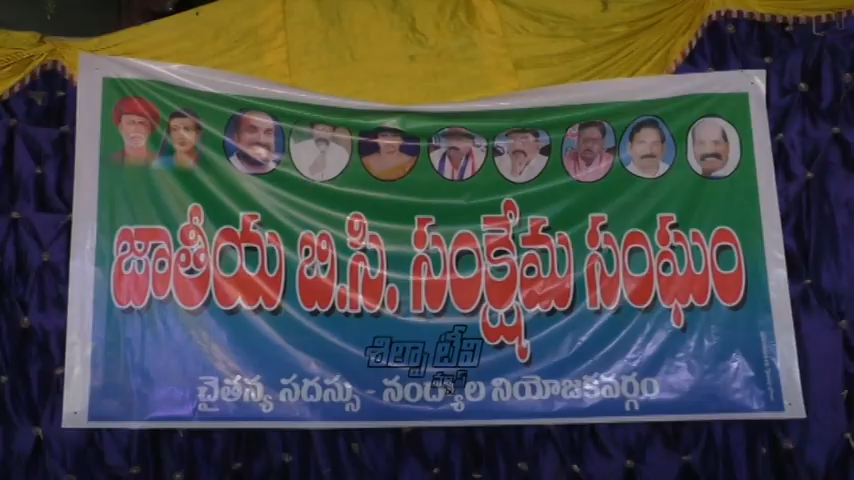 జాతీయ బి.సి. సంక్షేమ సంఘం
శిల్పా టీవి
న్యూస్
చైతన్య సదస్సు - నంద్యాల నియోజకవర్గం